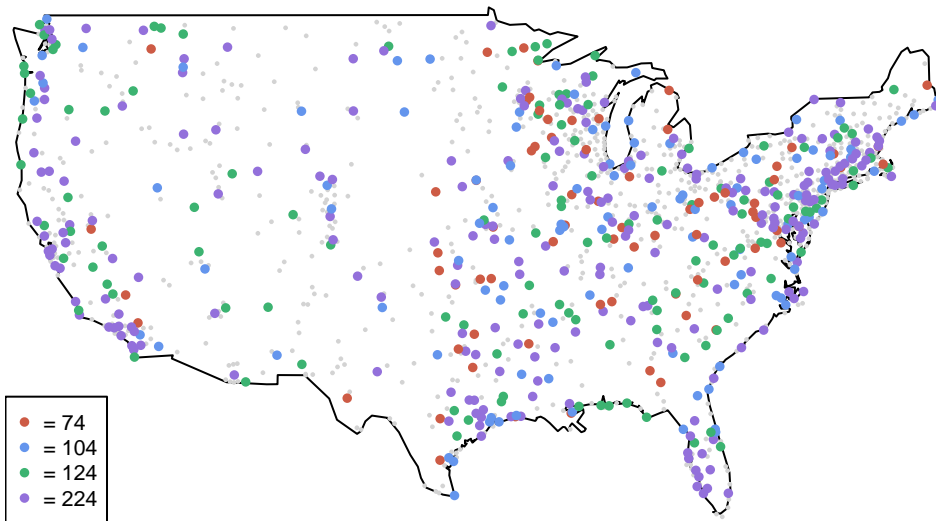 = 74
= 104
= 124
= 224